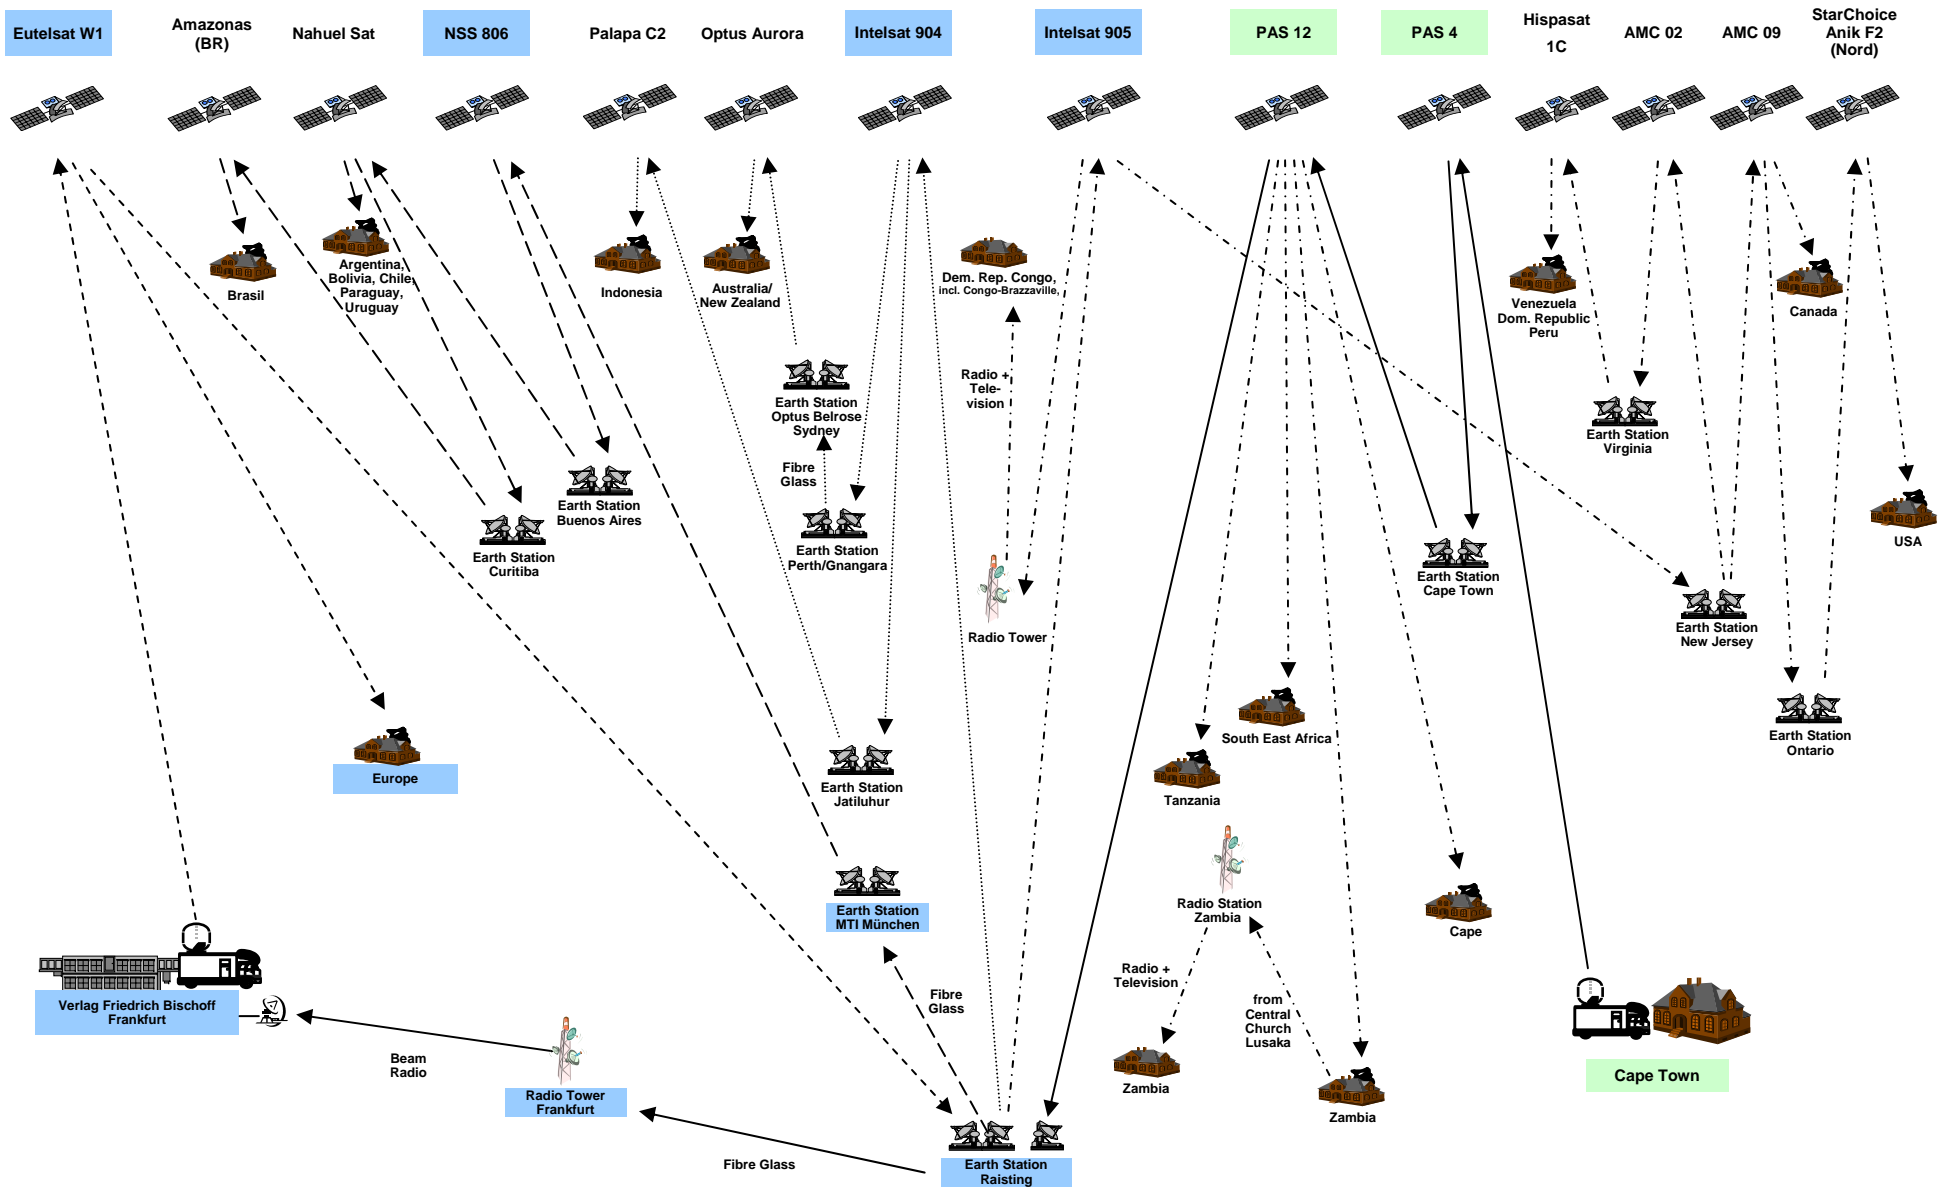 Eutelsat W1
Amazonas
(BR)
Nahuel Sat
NSS 806
Palapa C2
Optus Aurora
Intelsat 904
Intelsat 905
PAS 12
PAS 4
Hispasat
1C
AMC 02
AMC 09
StarChoice
Anik F2
(Nord)
Brasil
Argentina,
Bolivia, Chile,
Paraguay,
Uruguay
Indonesia
Australia/
New Zealand
Dem. Rep. Congo,
incl. Congo-Brazzaville,
Venezuela
Dom. Republic
Peru
Canada
Radio +
Tele-
vision
Earth Station
Optus Belrose
Sydney
Earth Station
Virginia
Fibre
Glass
Earth Station
Buenos Aires
Earth Station
Curitiba
Earth Station
Perth/Gnangara
USA
Earth Station
Cape Town
Radio Tower
Earth Station
New Jersey
South East Africa
Earth Station
Ontario
Europe
Earth Station
Jatiluhur
Tanzania
Earth Station
MTI München
Radio Station
Zambia
Cape
Radio +
Television
Verlag Friedrich Bischoff
Frankfurt
Fibre
Glass
from
Central
Church
Lusaka
Beam
Radio
Zambia
Cape Town
Radio Tower
Frankfurt
Zambia
Fibre Glass
Earth Station
Raisting